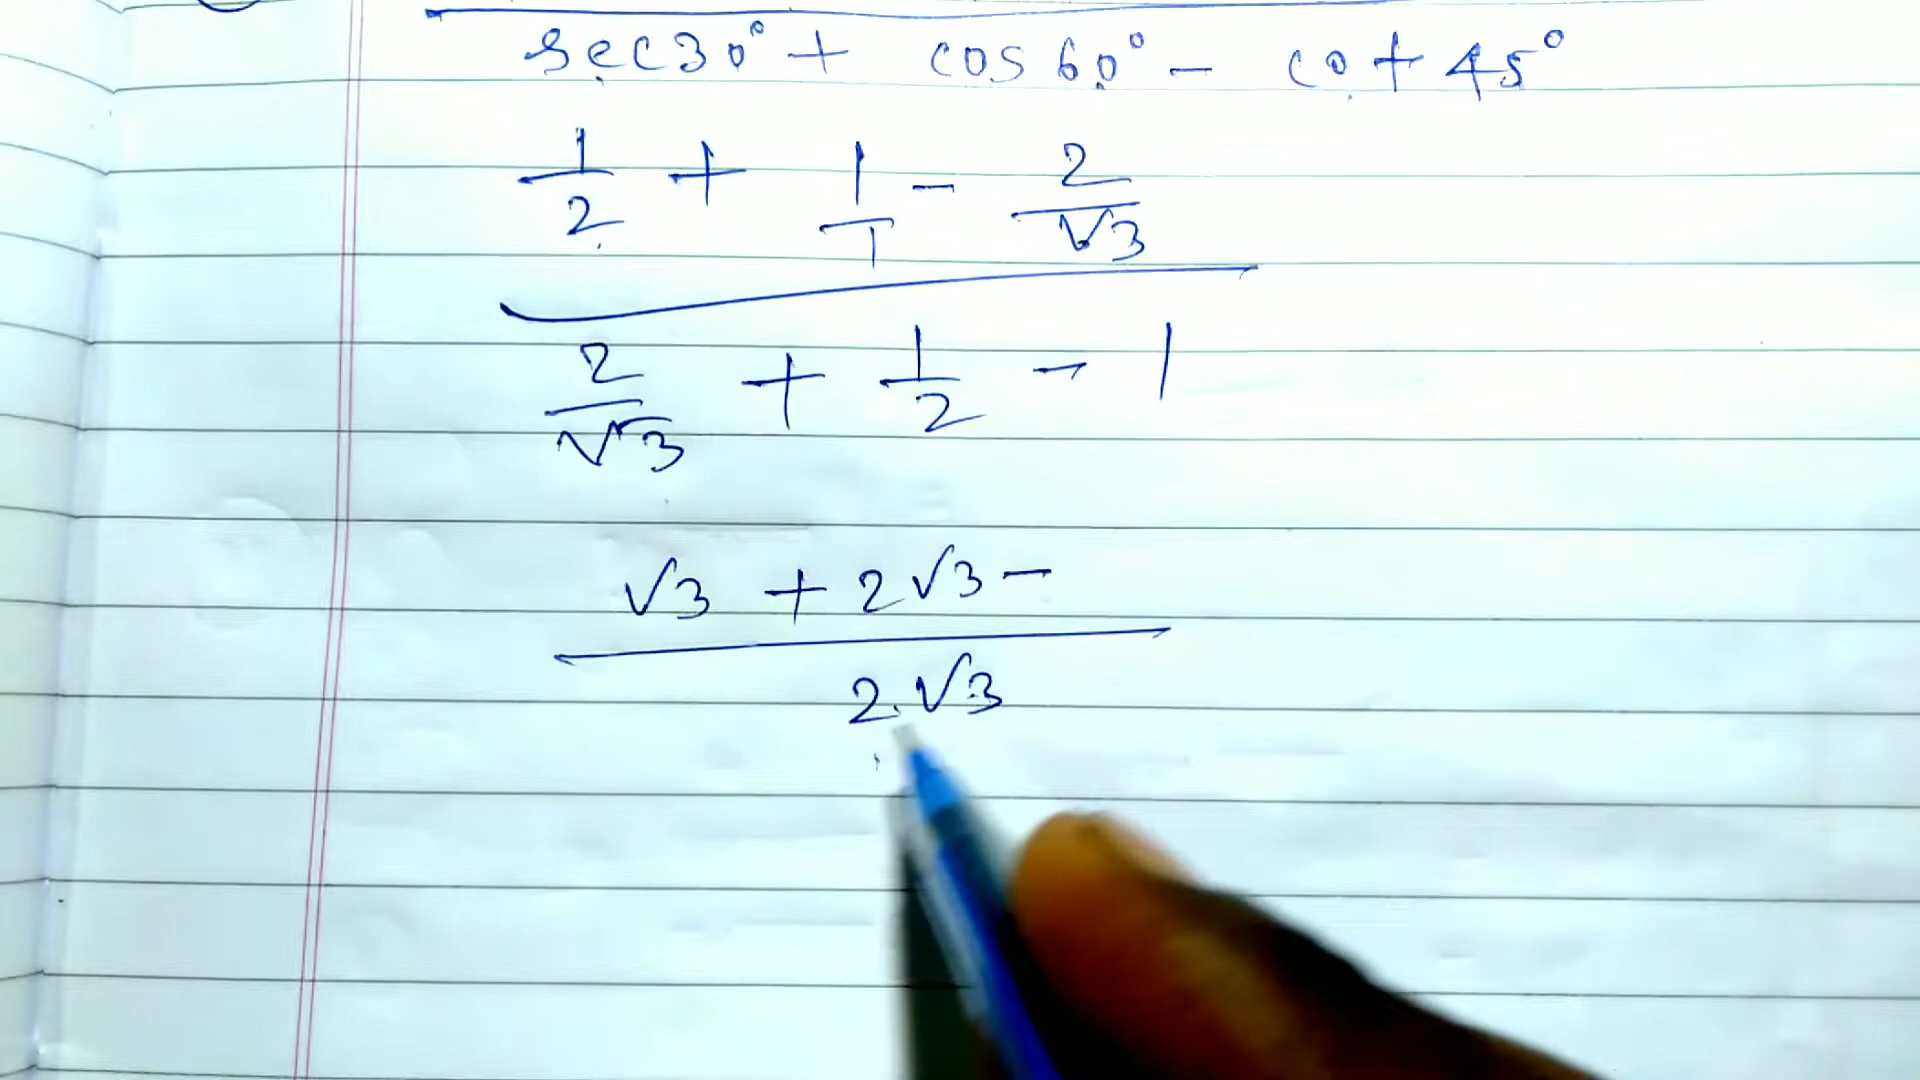 sec30° + cos60° - cot45°
1/2 + 1/1 - 2/√3
2/√3 + 1/2 - 1
√3 + 2√3 -
2.√3